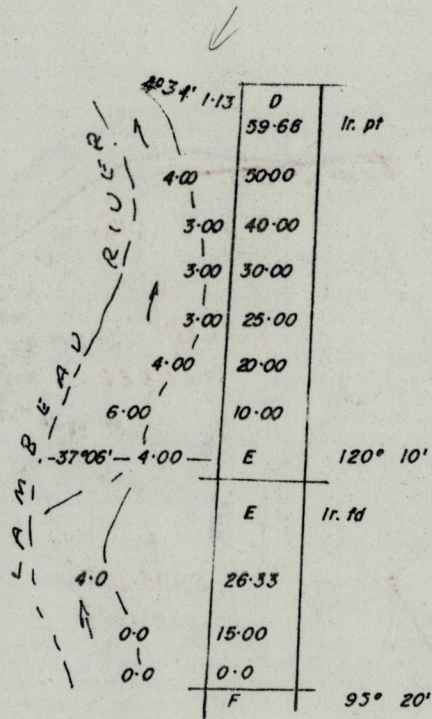 4°34' 1·13 D
59·66 Ir. pt
4·00 50·00
3·00 40·00
3·00 30·00
3·00 25·00
4·00 20·00
6·00 10·00
37°06' 4·00 E 120° 10'
E Ir. fd
4·0 26·33
0·0 15·00
0·0 0·0
F 95° 20'
LAMBEAU RIVER